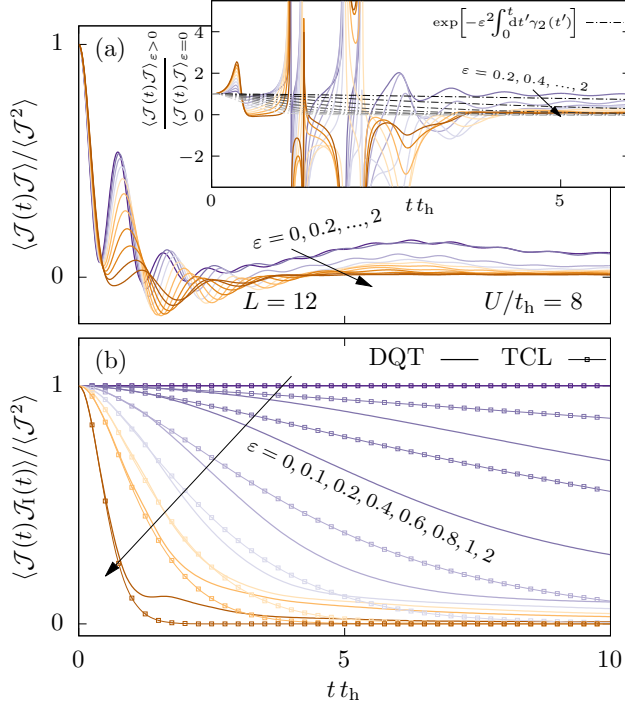 (a)
1
0
⟨𝒥(t)𝒥⟩/⟨𝒥²⟩
⟨𝒥(t)𝒥⟩ε>0
⟨𝒥(t)𝒥⟩ε=0
4
2
0
−2
exp[−ε²∫₀ᵗdt′γ₂(t′)]
ε = 0.2, 0.4, ..., 2
0
5
t tₕ
ε = 0, 0.2, ..., 2
L = 12
U/tₕ = 8
(b)
DQT
TCL
1
0
⟨𝒥(t)𝒥_I(t)⟩/⟨𝒥²⟩
ε = 0, 0.1, 0.2, 0.4, 0.6, 0.8, 1, 2
0
5
10
t tₕ